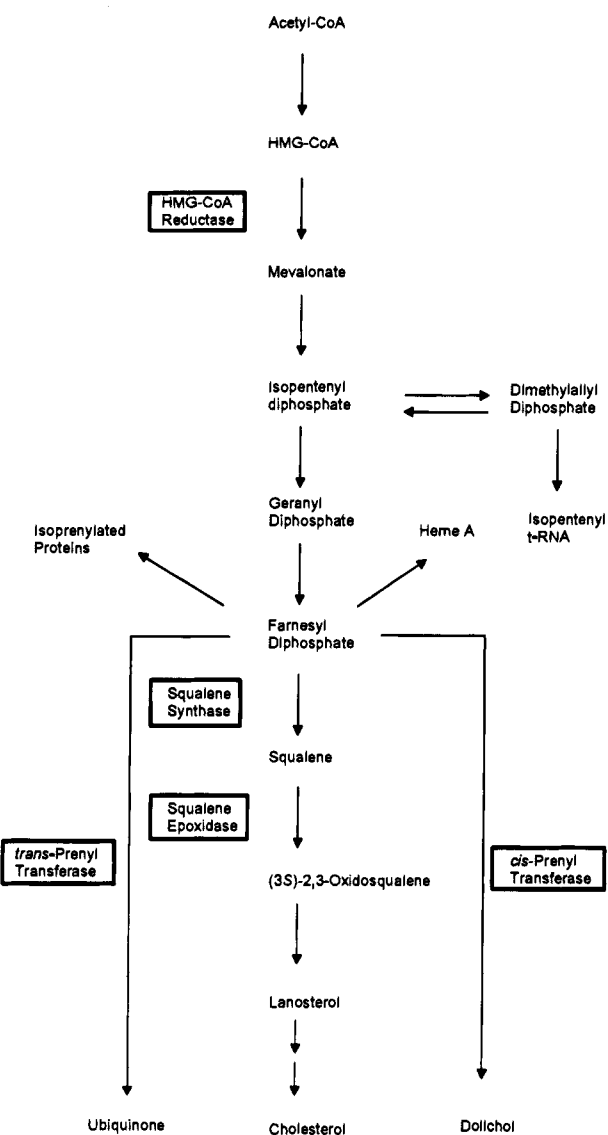 Acetyl-CoA
HMG-CoA
HMG-CoA
Reductase
Mevalonate
Isopentenyl
diphosphate
Dimethylallyl
Diphosphate
Geranyl
Diphosphate
Isoprenylated
Proteins
Heme A
Isopentenyl
t-RNA
Farnesyl
Diphosphate
Squalene
Synthase
Squalene
Squalene
Epoxidase
trans-Prenyl
Transferase
(3S)-2,3-Oxidosqualene
cis-Prenyl
Transferase
Lanosterol
Ubiquinone
Cholesterol
Dolichol